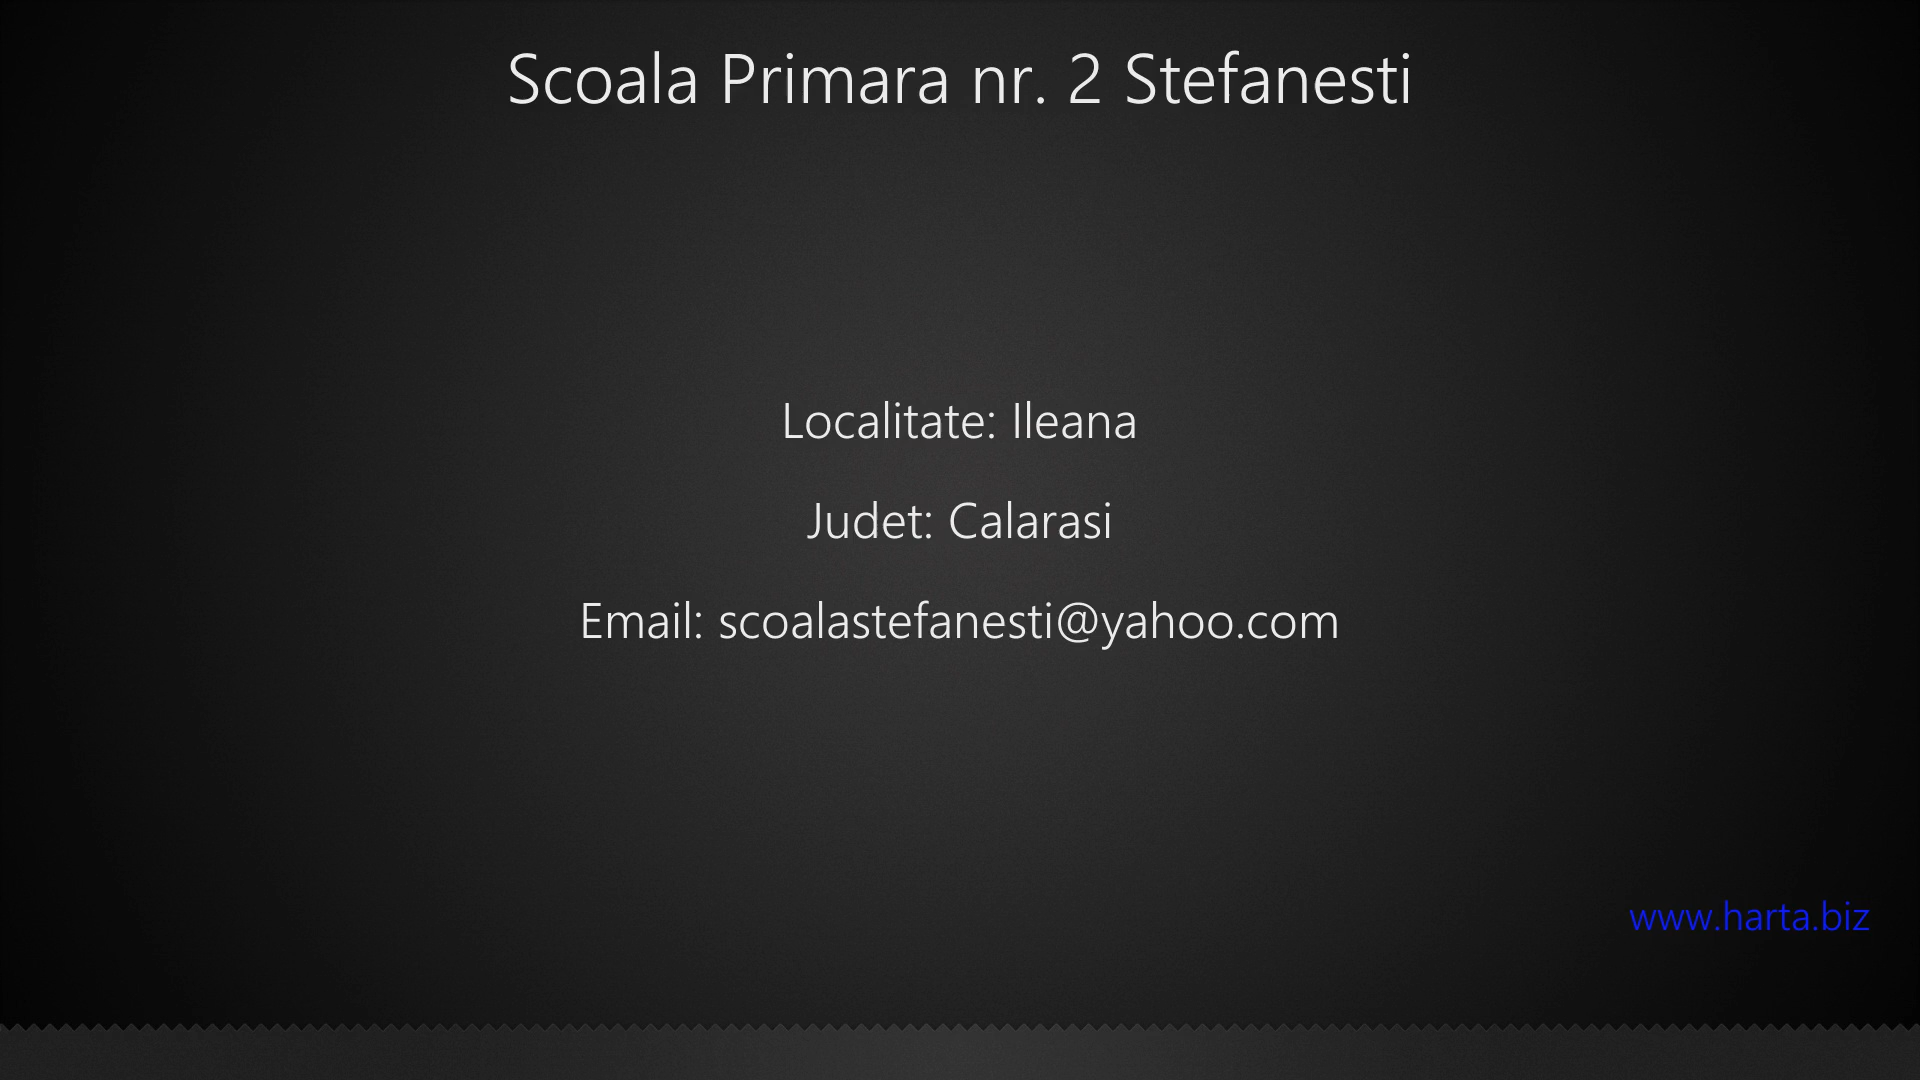 Scoala Primara nr. 2 Stefanesti
Localitate: Ileana
Judet: Calarasi
Email: scoalastefanesti@yahoo.com
www.harta.biz